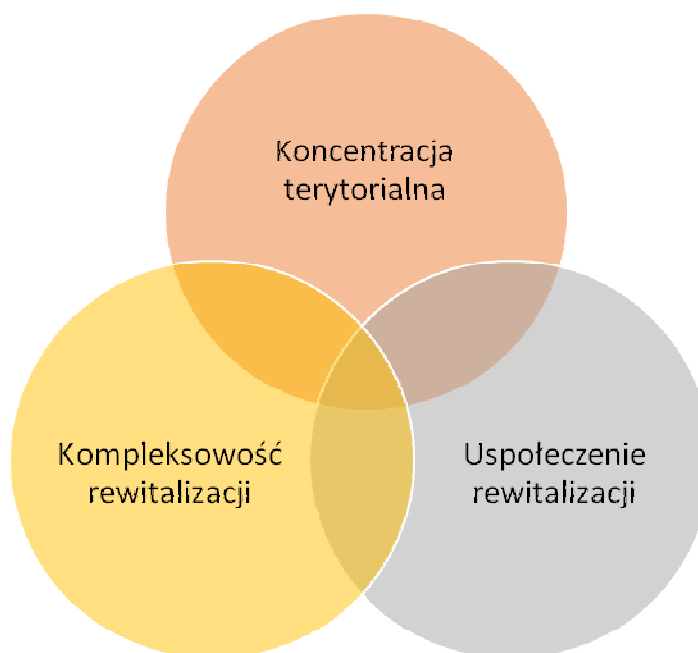 Koncentracja
terytorialna
Kompleksowość
rewitalizacji
Uspołeczenie
rewitalizacji